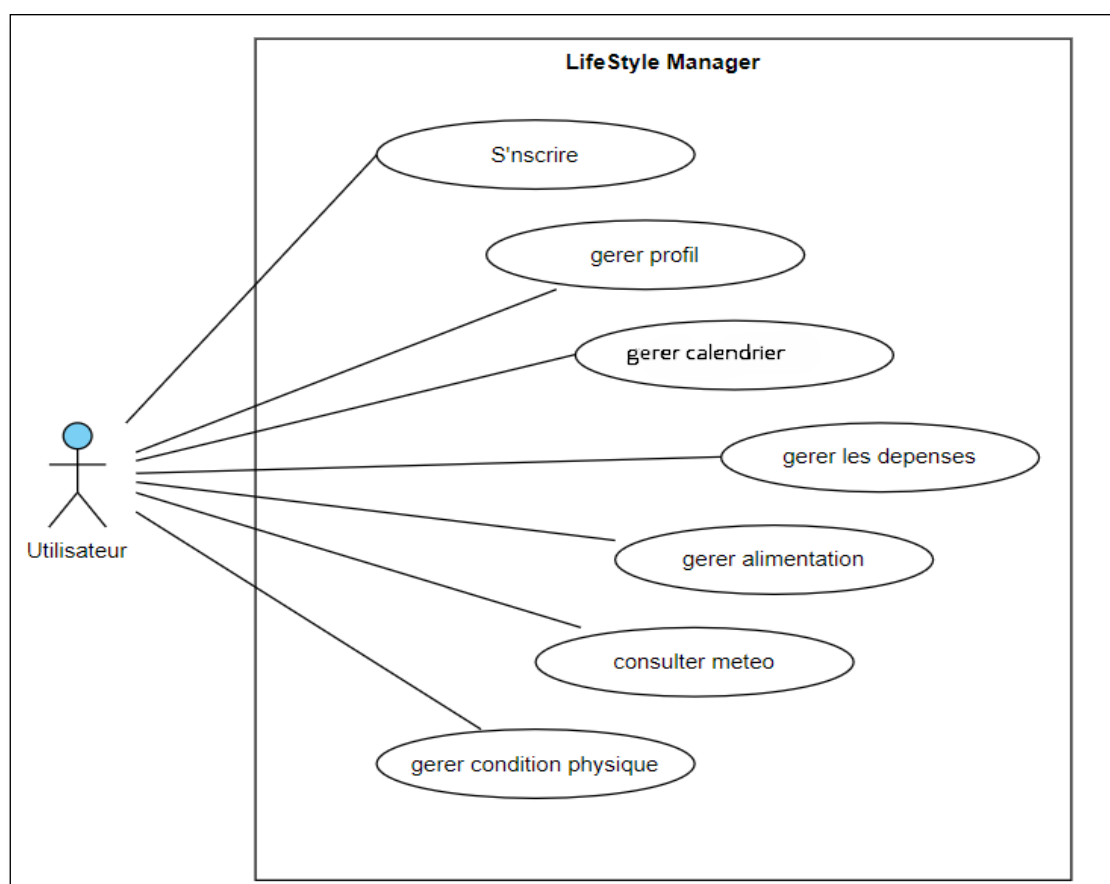 LifeStyle Manager
S'nscrire
gerer profil
gerer calendrier
gerer les depenses
Utilisateur
gerer alimentation
consulter meteo
gerer condition physique